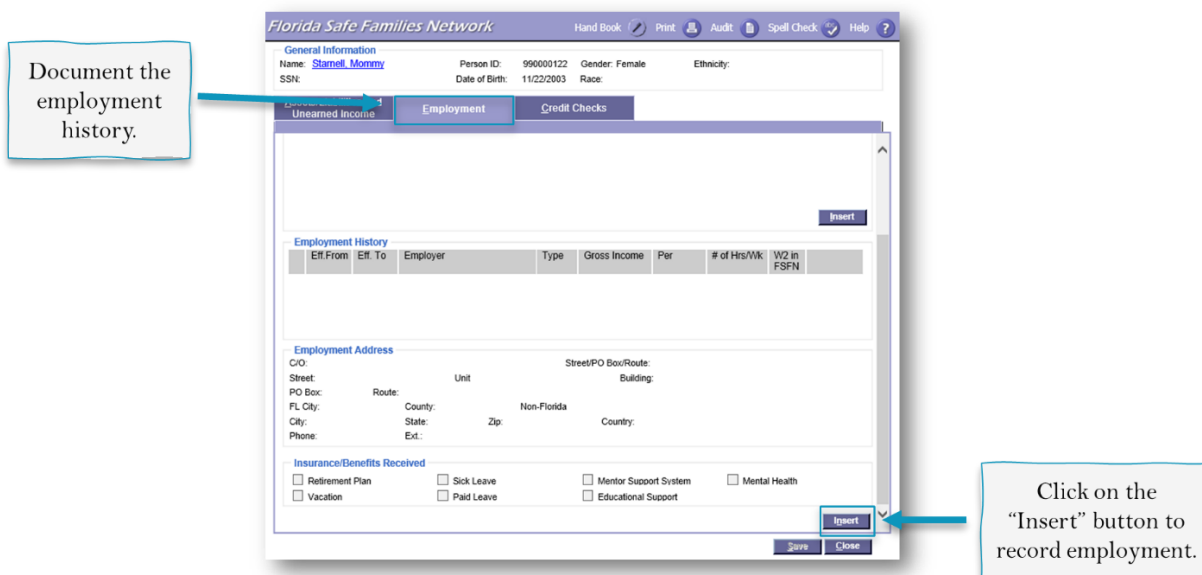 Florida Safe Families Network Hand Book Print Audit Spell Check Help ?
General Information
Name: Starnell, Mommy Person ID: 990000122 Gender: Female Ethnicity:
SSN: Date of Birth: 11/22/2003 Race:
Document the
employment
history.
Unearned Income
Employment
Credit Checks
Insert
Employment History
Eff.From Eff. To Employer Type Gross Income Per # of Hrs/Wk W2 in
FSFN
Employment Address
C/O: Street/PO Box/Route:
Street: Unit Building:
PO Box: Route:
FL City: County: Non-Florida
City: State: Zip: Country:
Phone: Ext.:
Insurance/Benefits Received
Retirement Plan Sick Leave Mentor Support System Mental Health
Vacation Paid Leave Educational Support
Insert
Save Close
Click on the
“Insert” button to
record employment.